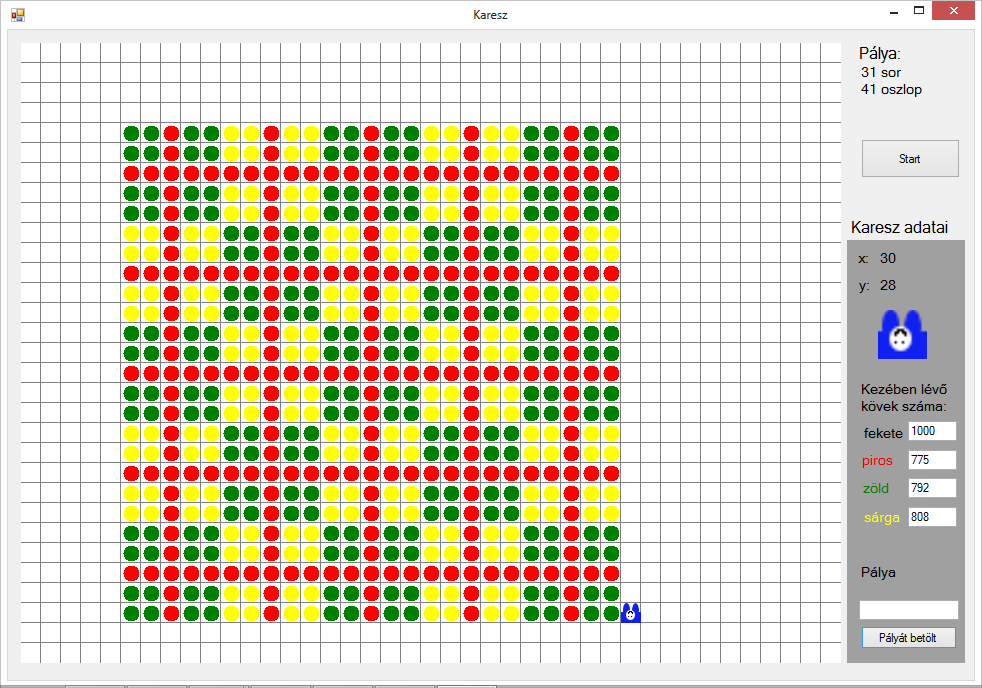 Karesz
Pálya:
31 sor
41 oszlop
Start
Karesz adatai
x: 30
y: 28
Kezében lévő
kövek száma:
fekete 1000
piros 775
zöld 792
sárga 808
Pálya
Pályát betölt